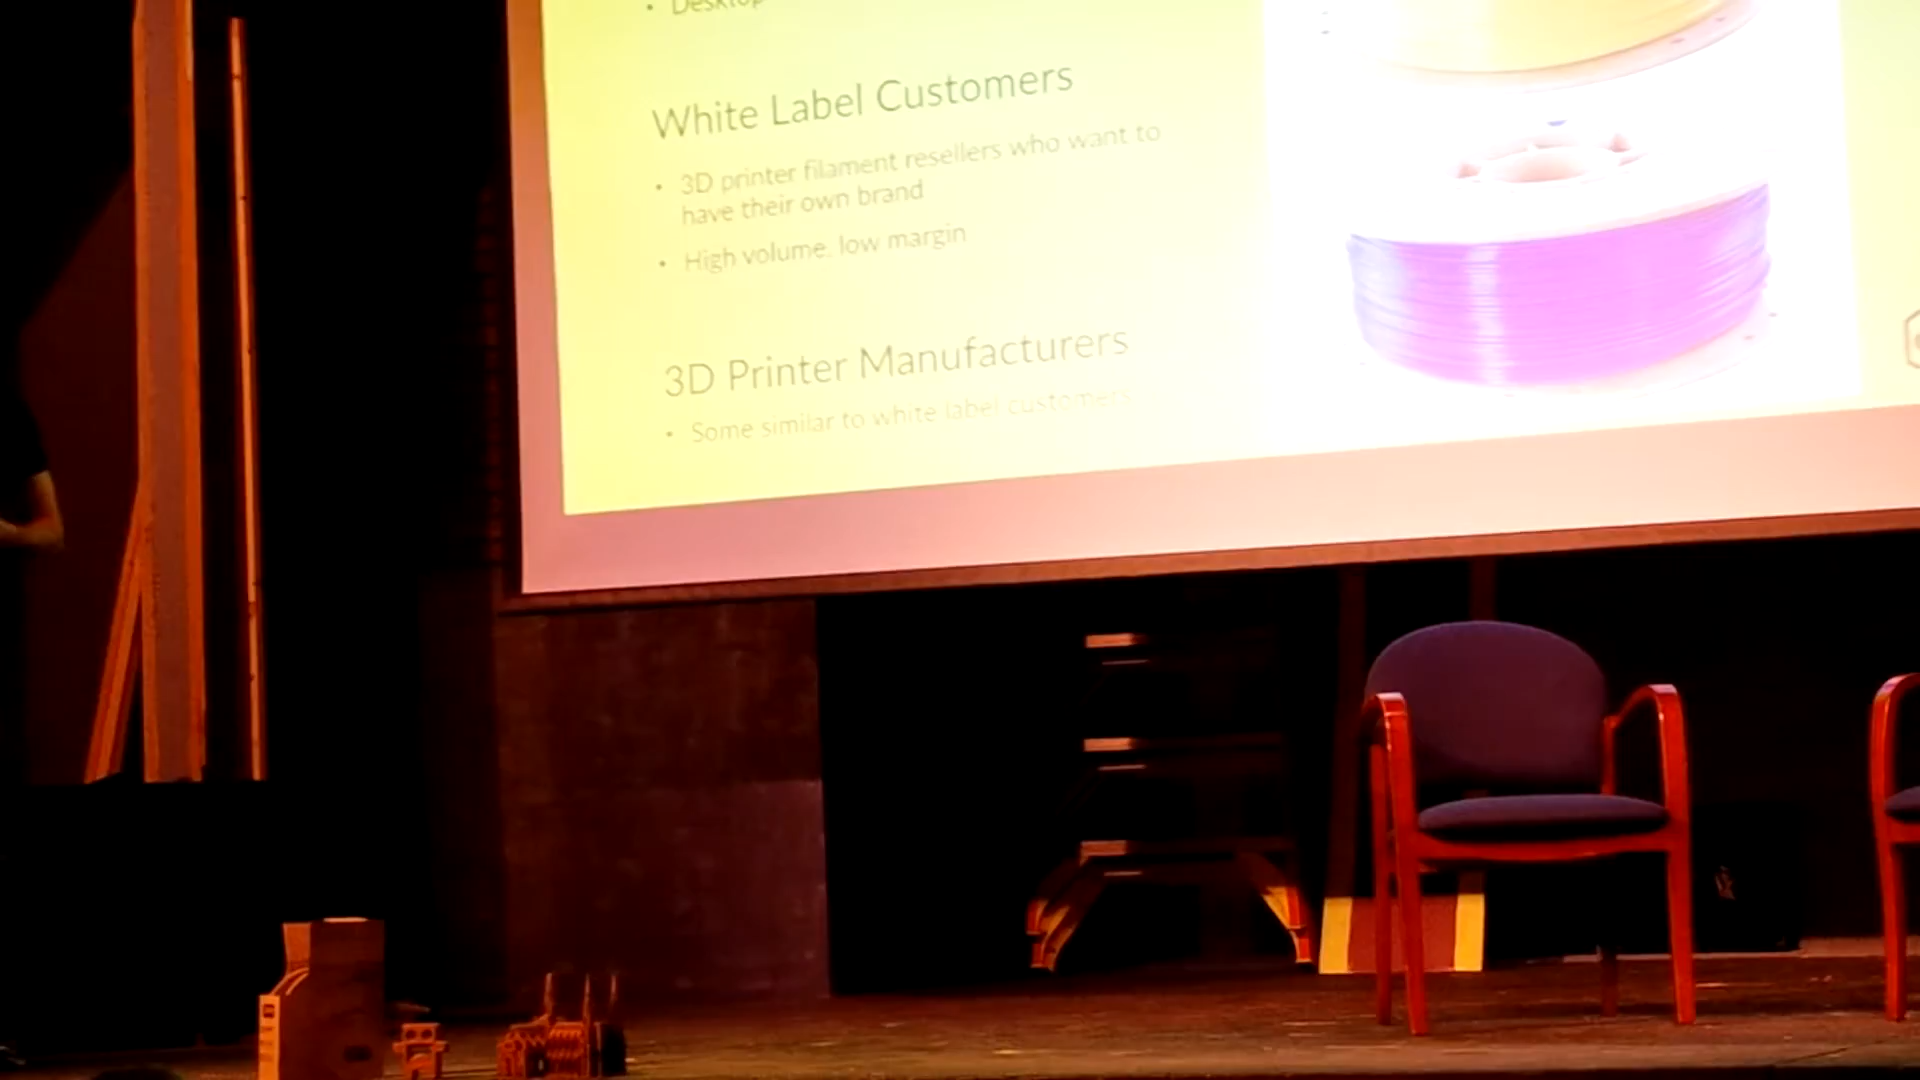 • Desktop
White Label Customers
• 3D printer filament resellers who want to
have their own brand
• High volume, low margin
3D Printer Manufacturers
• Some similar to white label customers